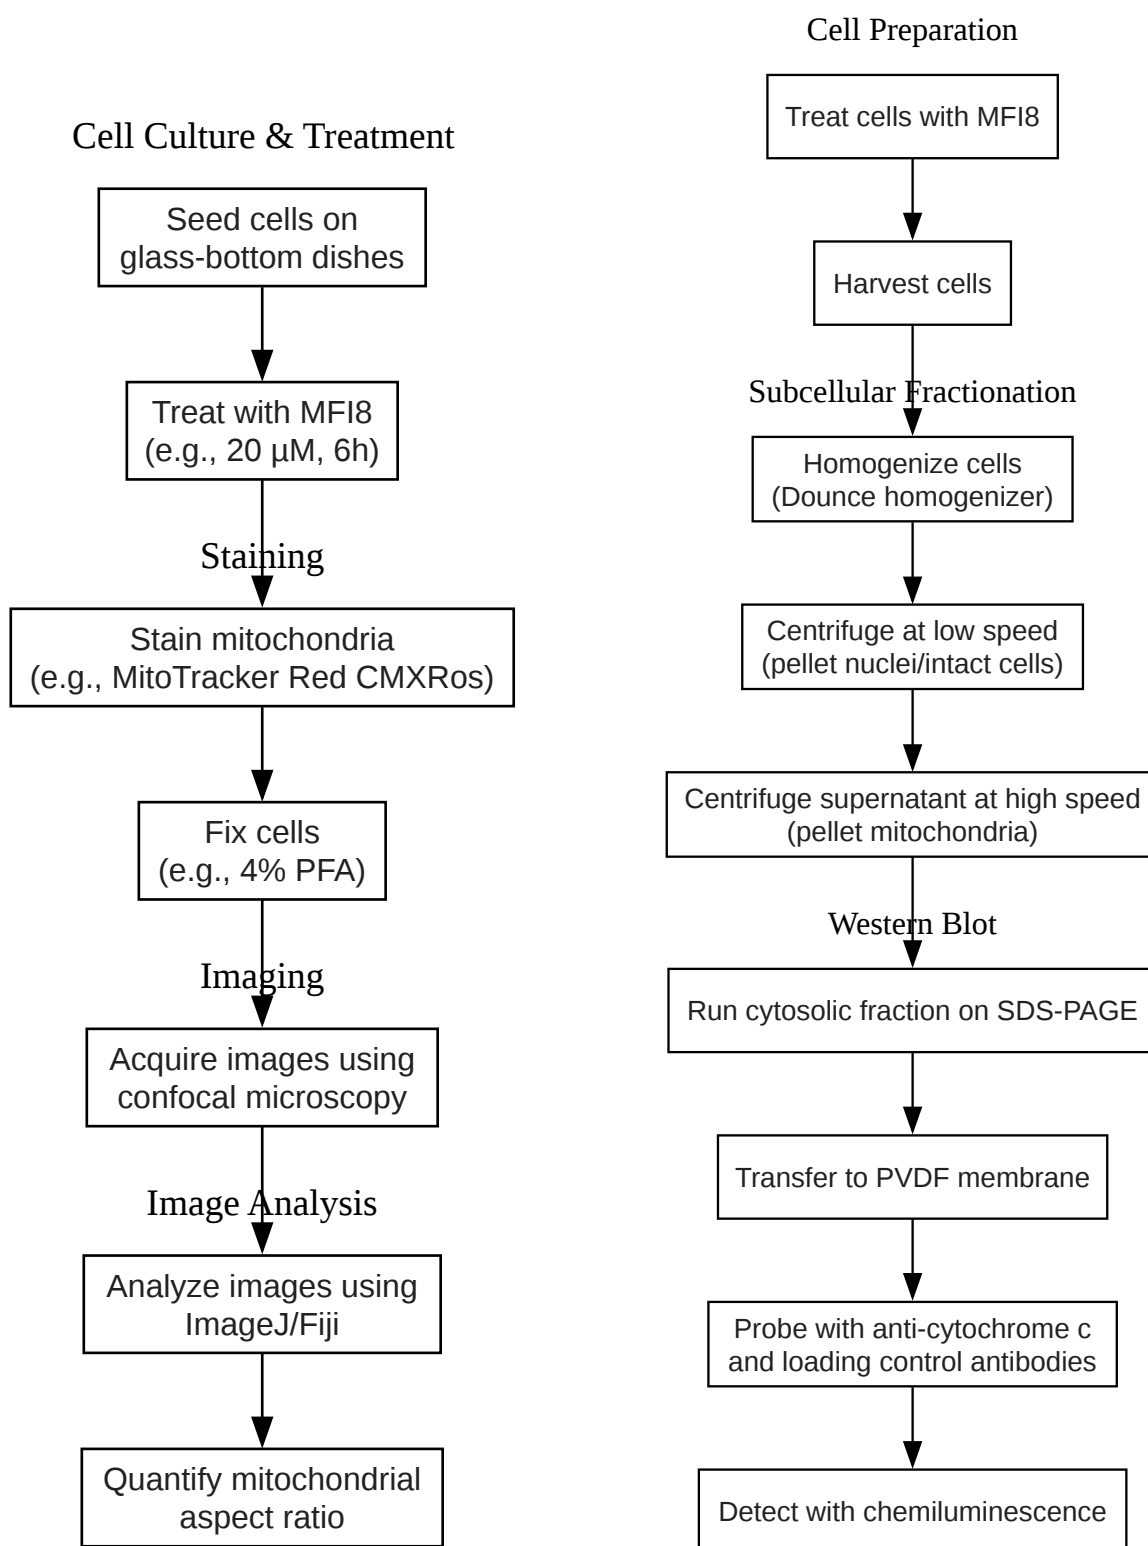 Cell Culture & Treatment
Seed cells on
glass-bottom dishes
Treat with MFI8
(e.g., 20 µM, 6h)
Staining
Stain mitochondria
(e.g., MitoTracker Red CMXRos)
Fix cells
(e.g., 4% PFA)
Imaging
Acquire images using
confocal microscopy
Image Analysis
Analyze images using
ImageJ/Fiji
Quantify mitochondrial
aspect ratio
Cell Preparation
Treat cells with MFI8
Harvest cells
Subcellular Fractionation
Homogenize cells
(Dounce homogenizer)
Centrifuge at low speed
(pellet nuclei/intact cells)
Centrifuge supernatant at high speed
(pellet mitochondria)
Western Blot
Run cytosolic fraction on SDS-PAGE
Transfer to PVDF membrane
Probe with anti-cytochrome c
and loading control antibodies
Detect with chemiluminescence